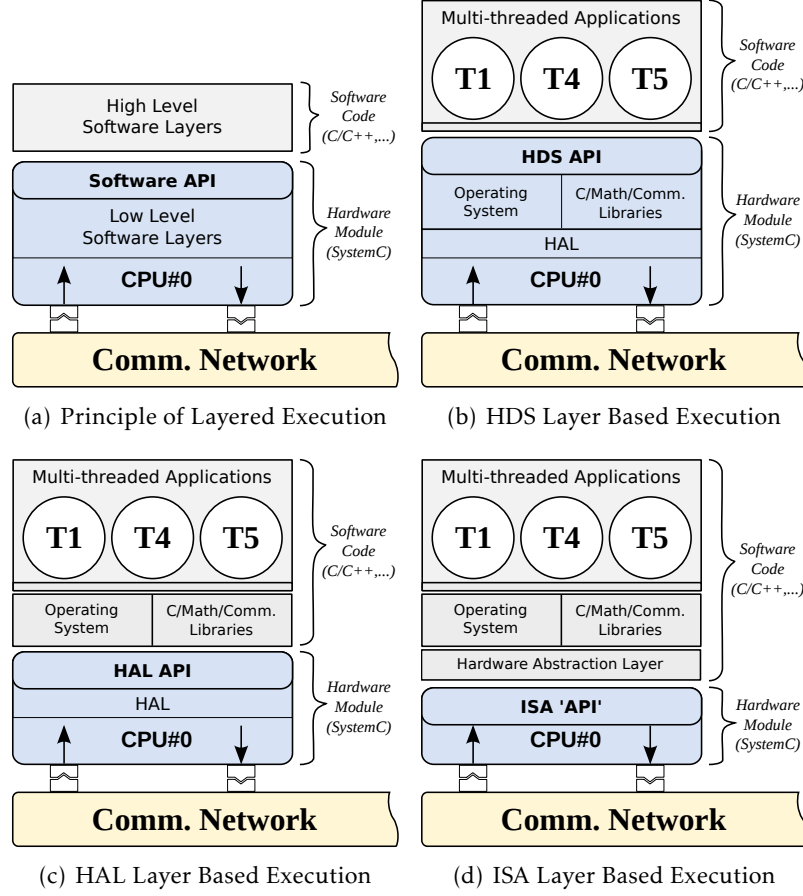 High Level
Software Layers
Software
Code
(C/C++,...)
Software API
Low Level
Software Layers
CPU#0
Hardware
Module
(SystemC)
Comm. Network
(a) Principle of Layered Execution
Multi-threaded Applications
T1 T4 T5
Software
Code
(C/C++,...)
HDS API
Operating
System
C/Math/Comm.
Libraries
HAL
CPU#0
Hardware
Module
(SystemC)
Comm. Network
(b) HDS Layer Based Execution
Multi-threaded Applications
T1 T4 T5
Software
Code
(C/C++,...)
Operating
System
C/Math/Comm.
Libraries
HAL API
HAL
CPU#0
Hardware
Module
(SystemC)
Comm. Network
(c) HAL Layer Based Execution
Multi-threaded Applications
T1 T4 T5
Software
Code
(C/C++,...)
Operating
System
C/Math/Comm.
Libraries
Hardware Abstraction Layer
ISA 'API'
CPU#0
Hardware
Module
(SystemC)
Comm. Network
(d) ISA Layer Based Execution